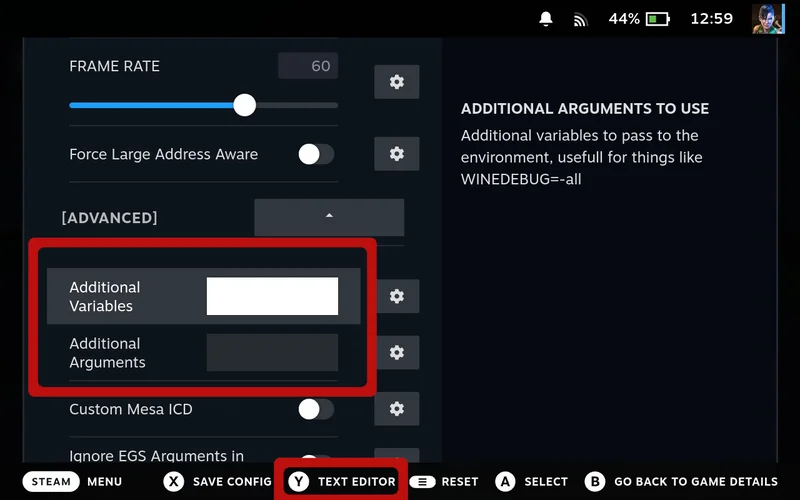 44% 12:59
FRAME RATE 60
ADDITIONAL ARGUMENTS TO USE
Additional variables to pass to the
environment, usefull for things like
WINEDEBUG=-all
Force Large Address Aware
[ADVANCED]
Additional
Variables
Additional
Arguments
Custom Mesa ICD
Ignore EGS Arguments in
STEAM MENU X SAVE CONFIG Y TEXT EDITOR RESET A SELECT B GO BACK TO GAME DETAILS